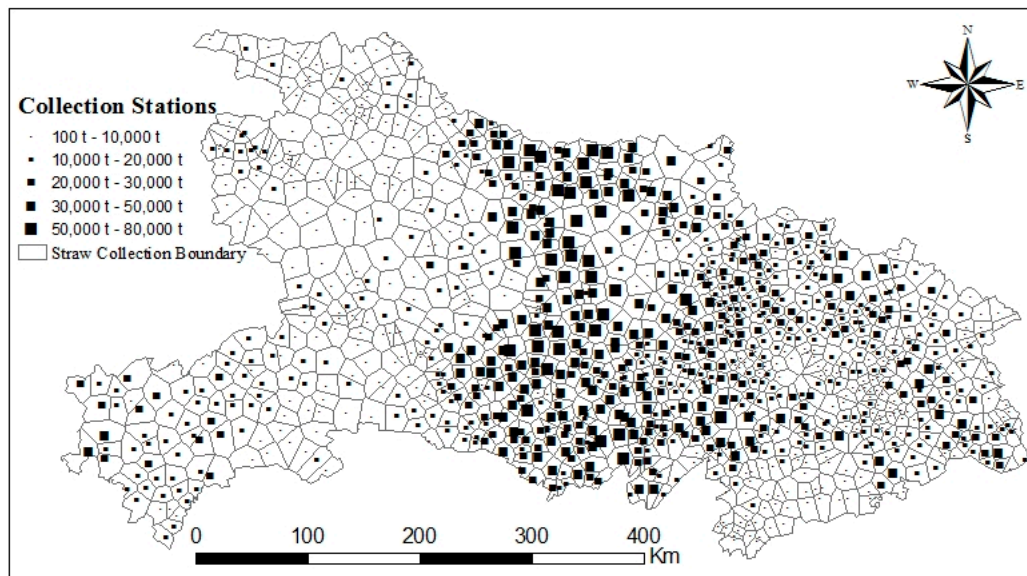 N
W E
S
Collection Stations
100 t - 10,000 t
10,000 t - 20,000 t
20,000 t - 30,000 t
30,000 t - 50,000 t
50,000 t - 80,000 t
Straw Collection Boundary
0 100 200 300 400
Km